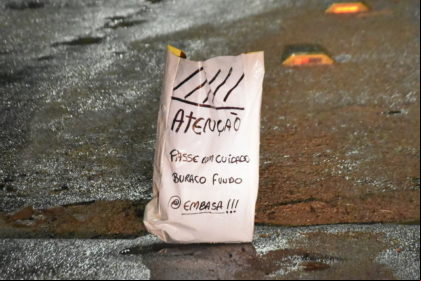 ATENÇÃO
PASSE COM CUIDADO
BURACO FUNDO
@EMBASA!!!